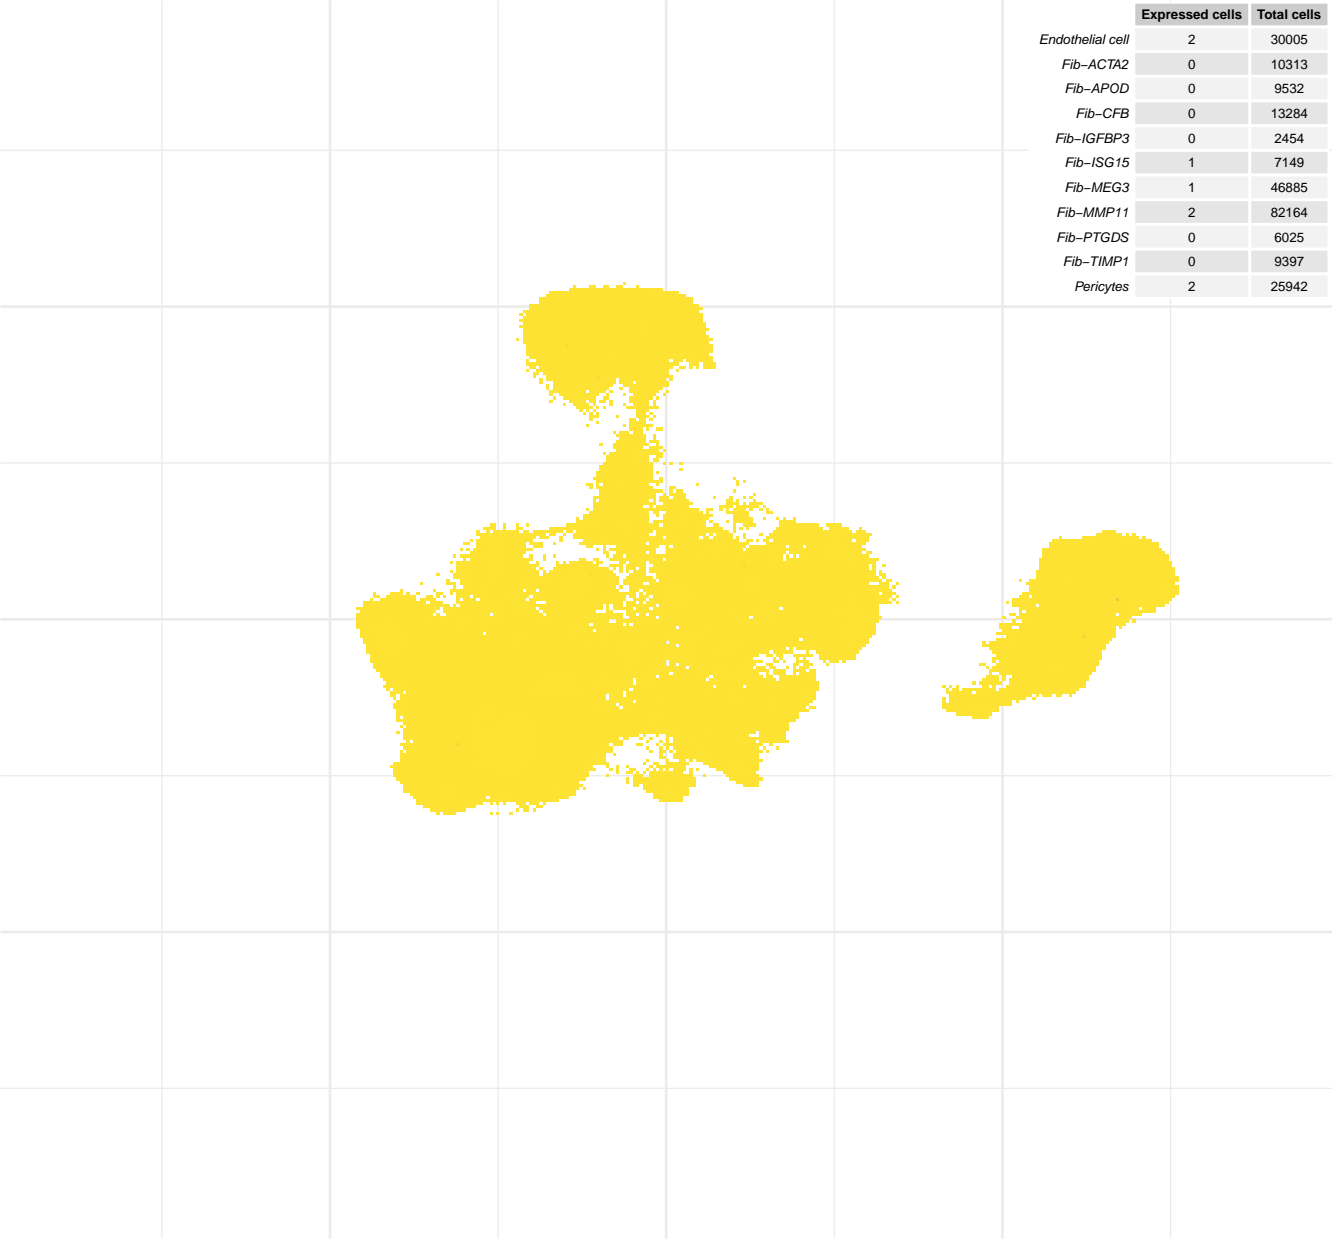 Expressed cells Total cells
Endothelial cell 2 30005
Fib−ACTA2 0 10313
Fib−APOD 0 9532
Fib−CFB 0 13284
Fib−IGFBP3 0 2454
Fib−ISG15 1 7149
Fib−MEG3 1 46885
Fib−MMP11 2 82164
Fib−PTGDS 0 6025
Fib−TIMP1 0 9397
Pericytes 2 25942